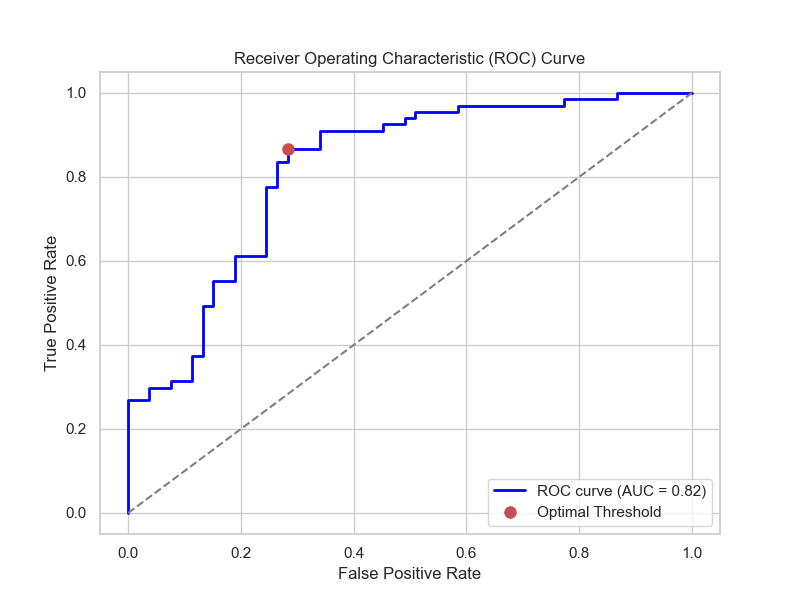 Receiver Operating Characteristic (ROC) Curve
True Positive Rate
1.0
0.8
0.6
0.4
0.2
0.0
0.0 0.2 0.4 0.6 0.8 1.0
False Positive Rate
ROC curve (AUC = 0.82)
Optimal Threshold